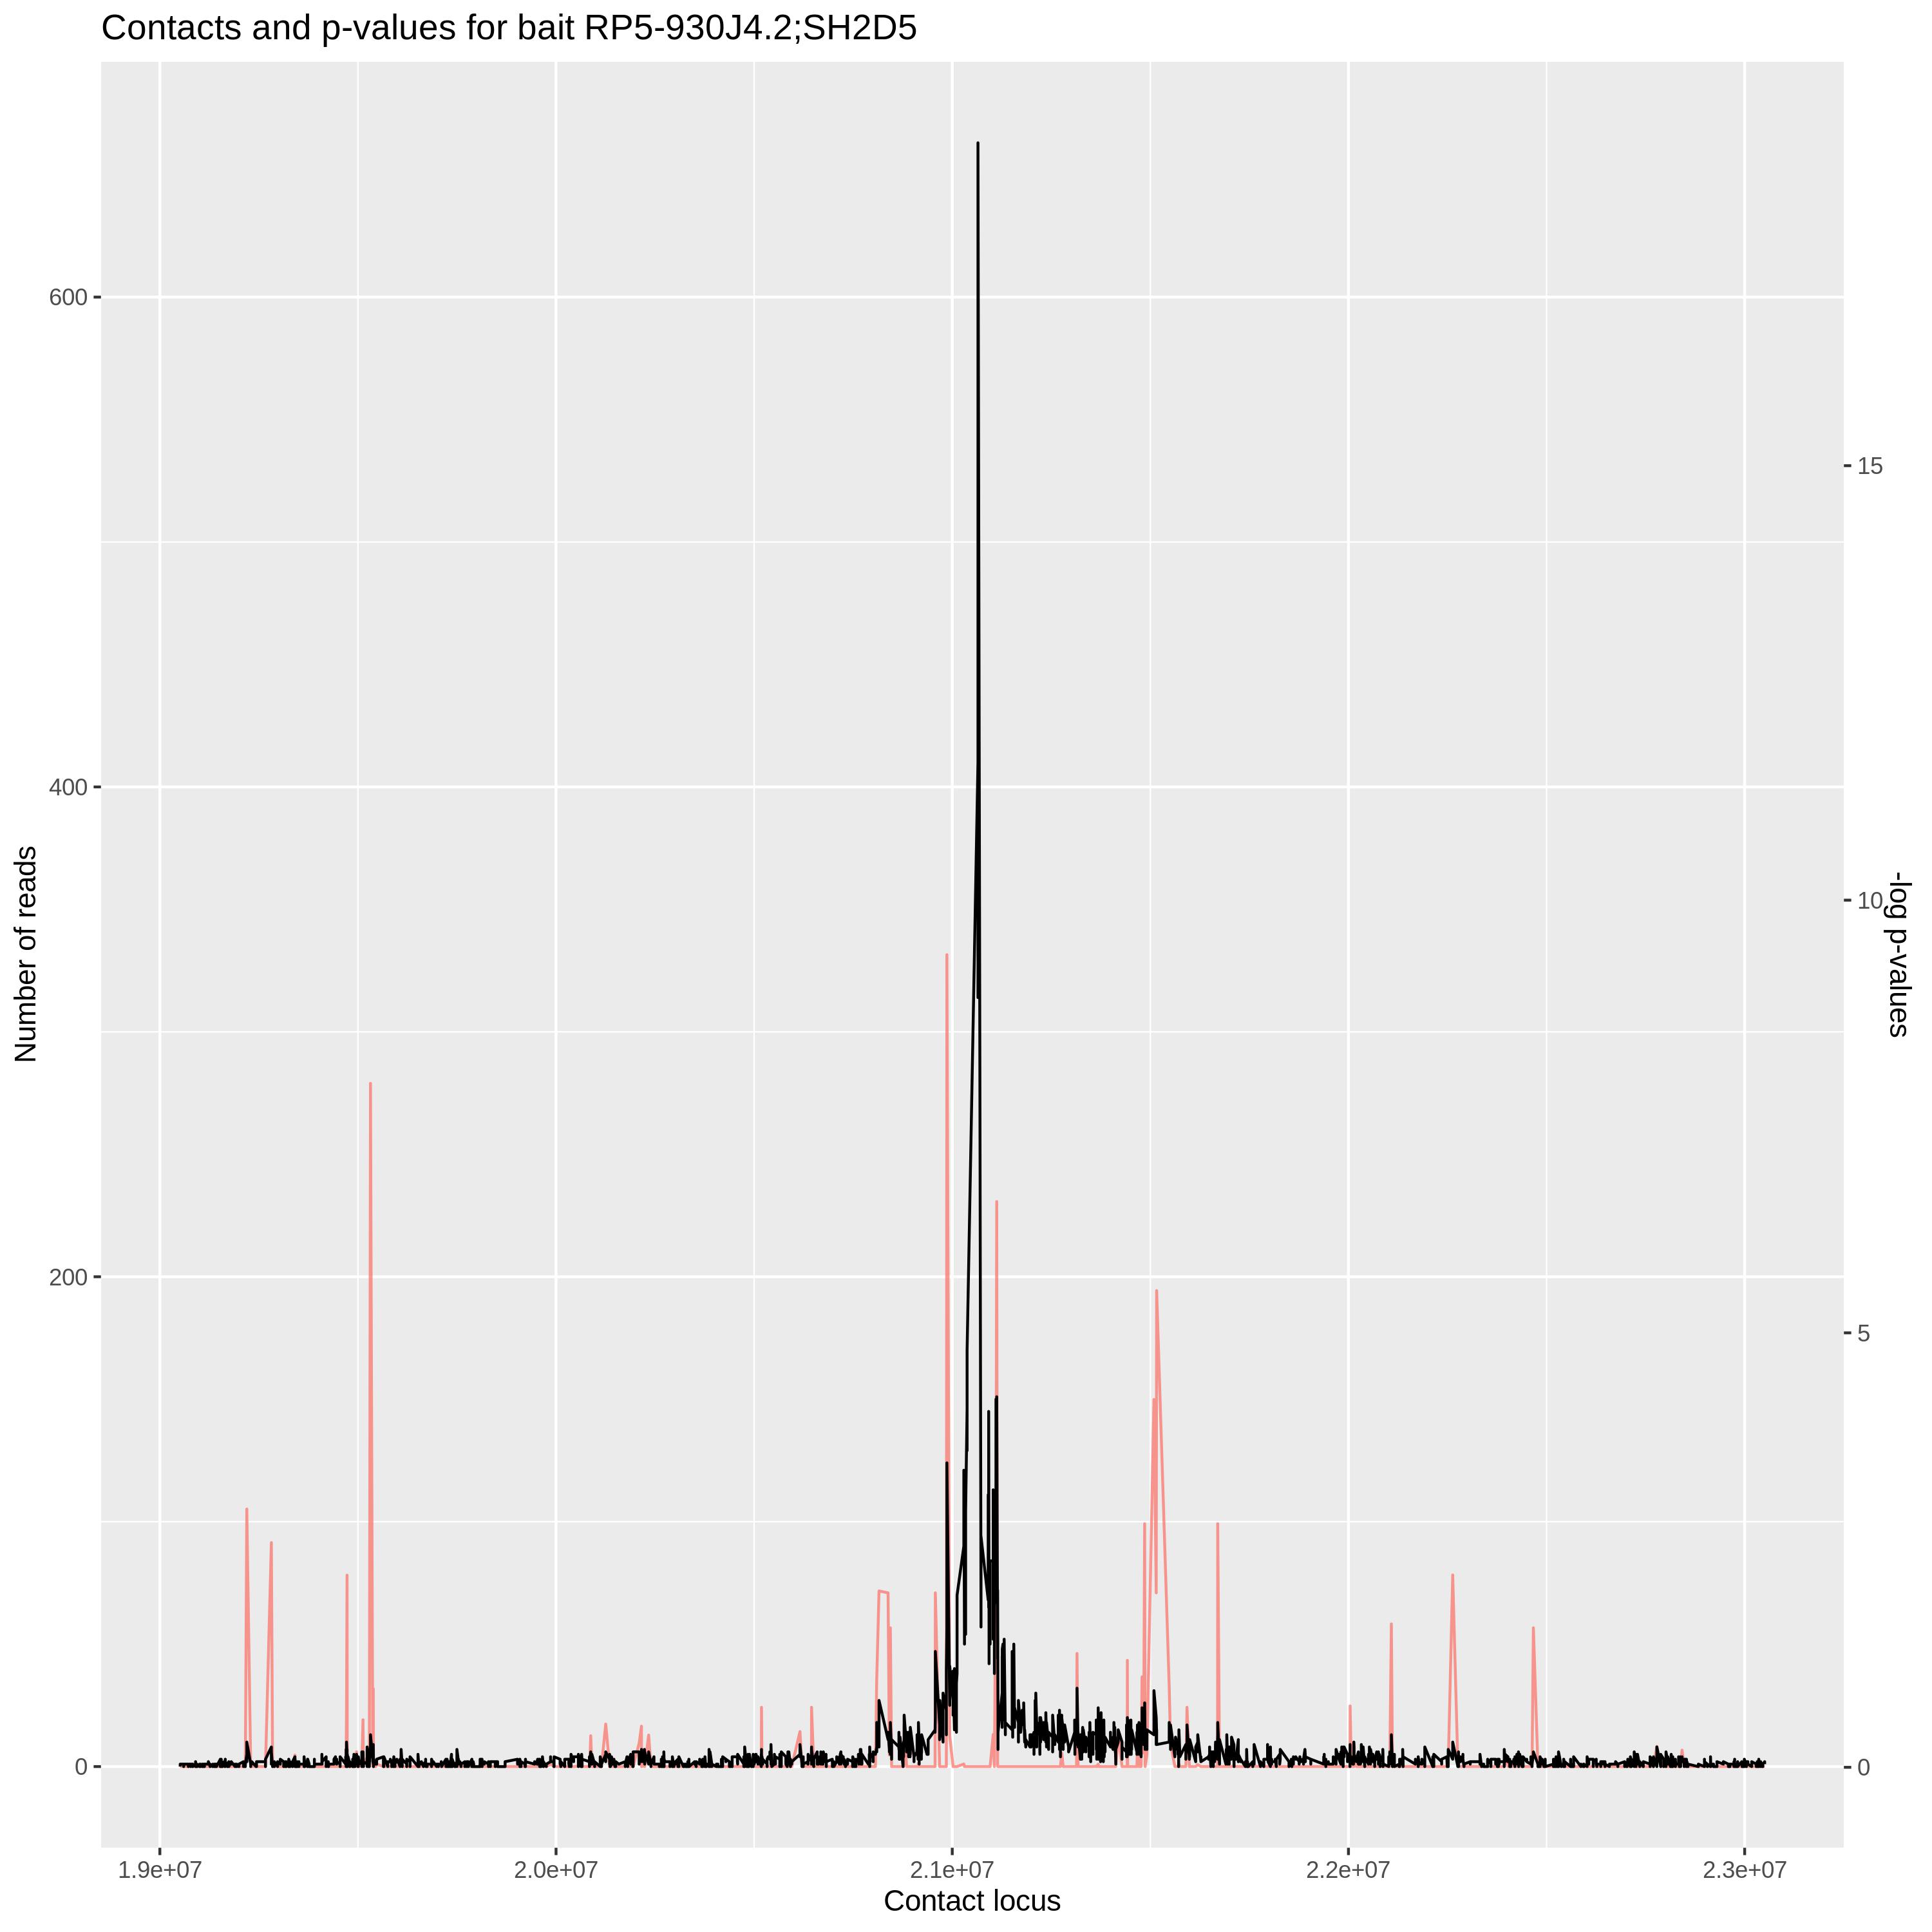 Contacts and p-values for bait RP5-930J4.2;SH2D5
600
400
200
0
Number of reads
15
10
5
0
-log p-values
1.9e+07 2.0e+07 2.1e+07 2.2e+07 2.3e+07
Contact locus